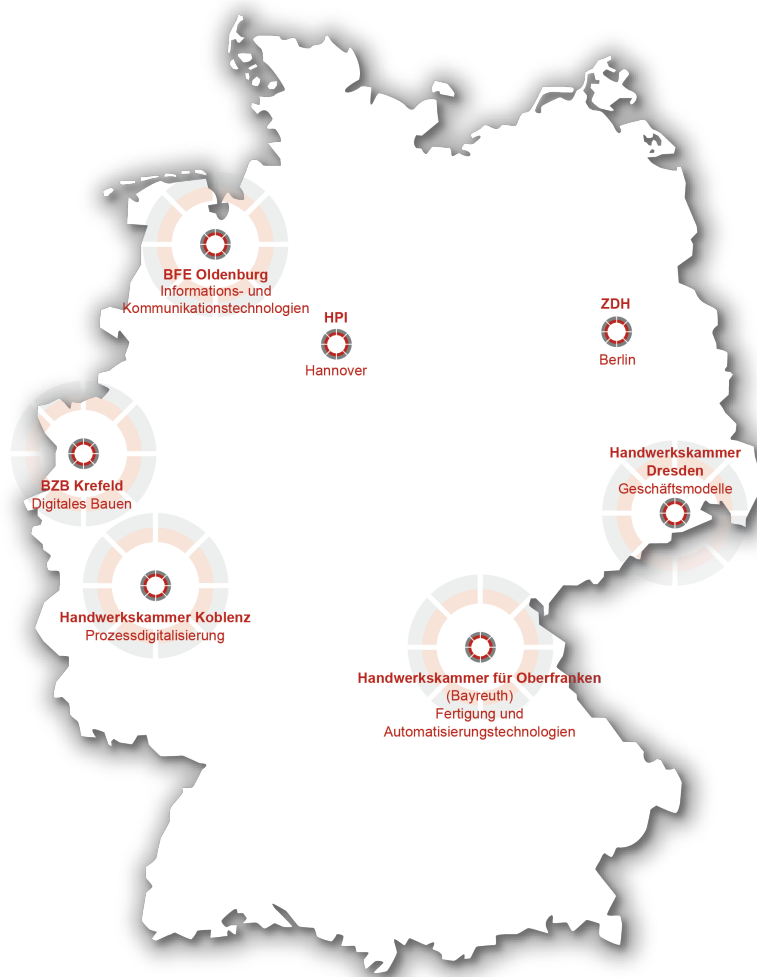 BFE Oldenburg
Informations- und
Kommunikationstechnologien
HPI
Hannover
ZDH
Berlin
BZB Krefeld
Digitales Bauen
Handwerkskammer
Dresden
Geschäftsmodelle
Handwerkskammer Koblenz
Prozessdigitalisierung
Handwerkskammer für Oberfranken
(Bayreuth)
Fertigung und
Automatisierungstechnologien